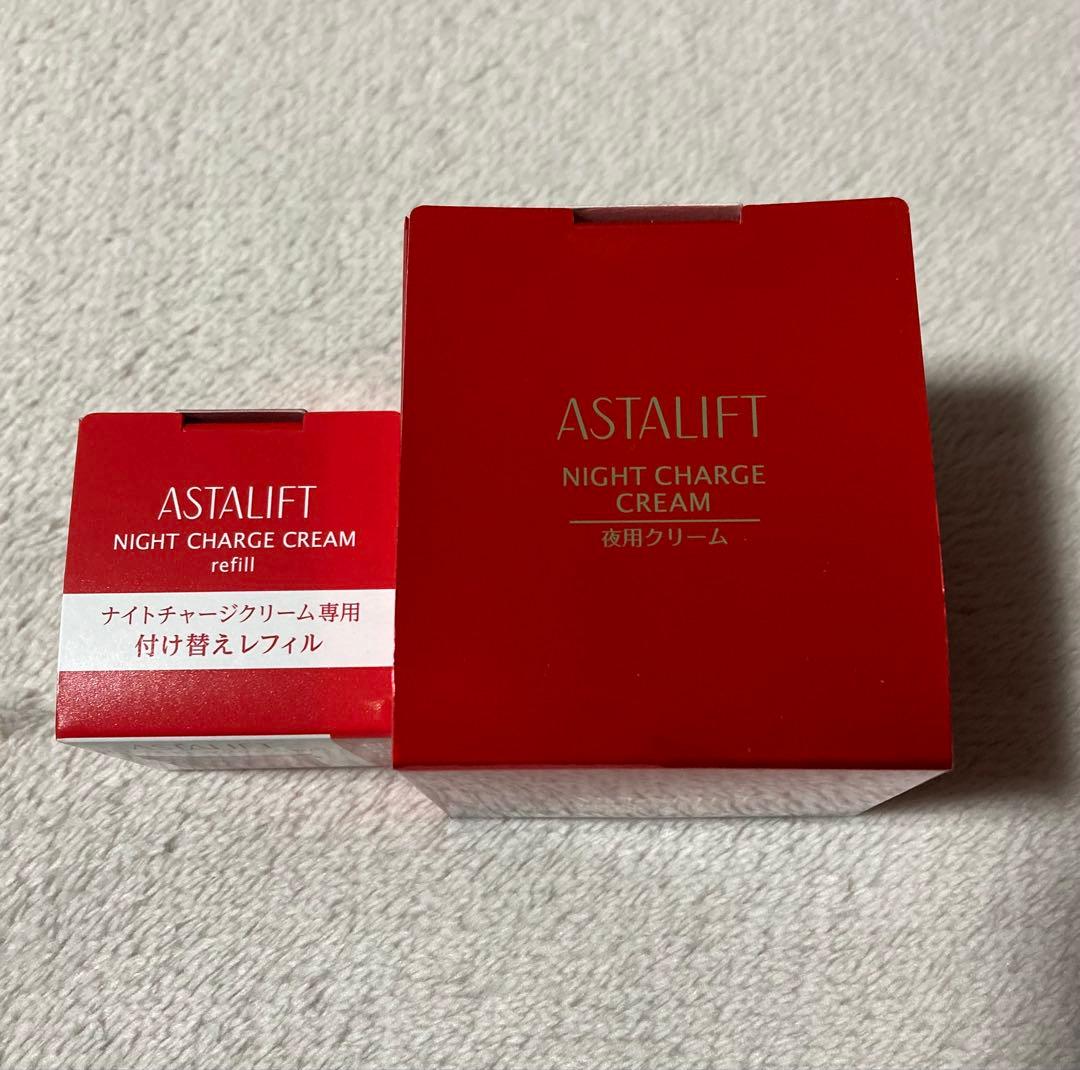 ASTALIFT
NIGHT CHARGE CREAM
refill
ナイトチャージクリーム専用
付け替えレフィル
ASTALIFT
ASTALIFT
NIGHT CHARGE
CREAM
夜用クリーム